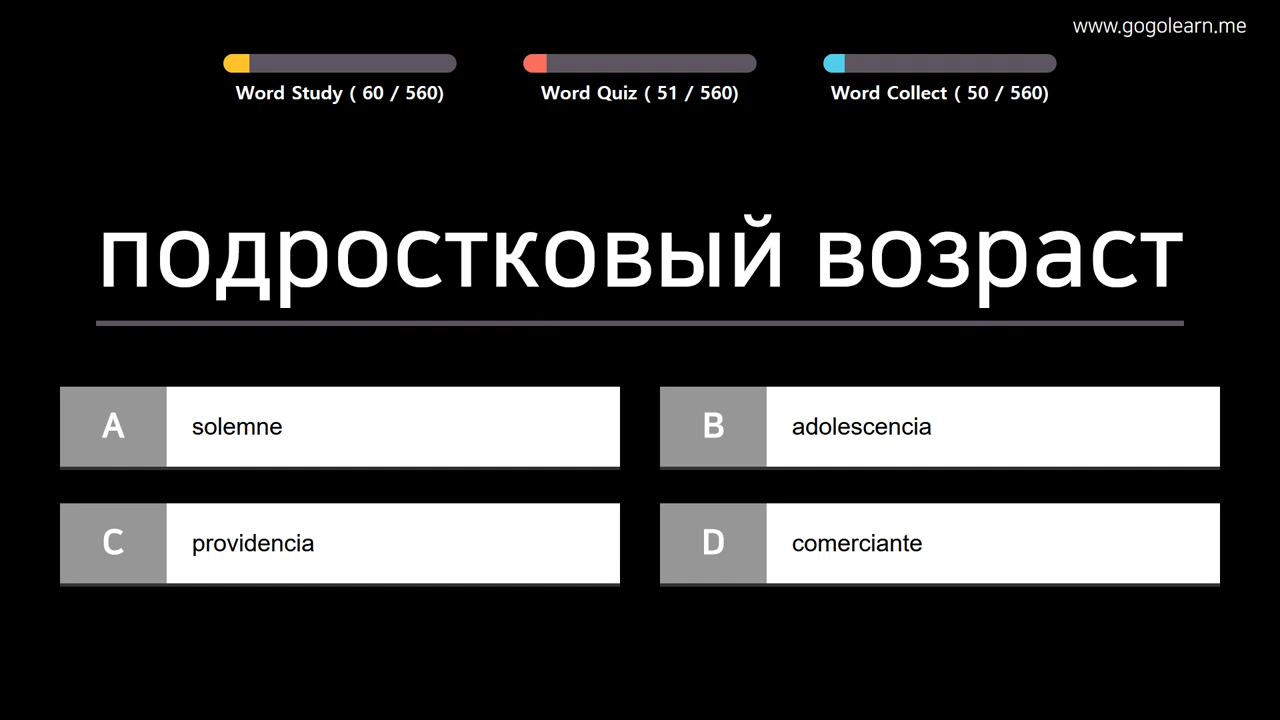 www.gogolearn.me
Word Study ( 60 / 560)
Word Quiz ( 51 / 560)
Word Collect ( 50 / 560)
подростковый возраст
A solemne
B adolescencia
C providencia
D comerciante